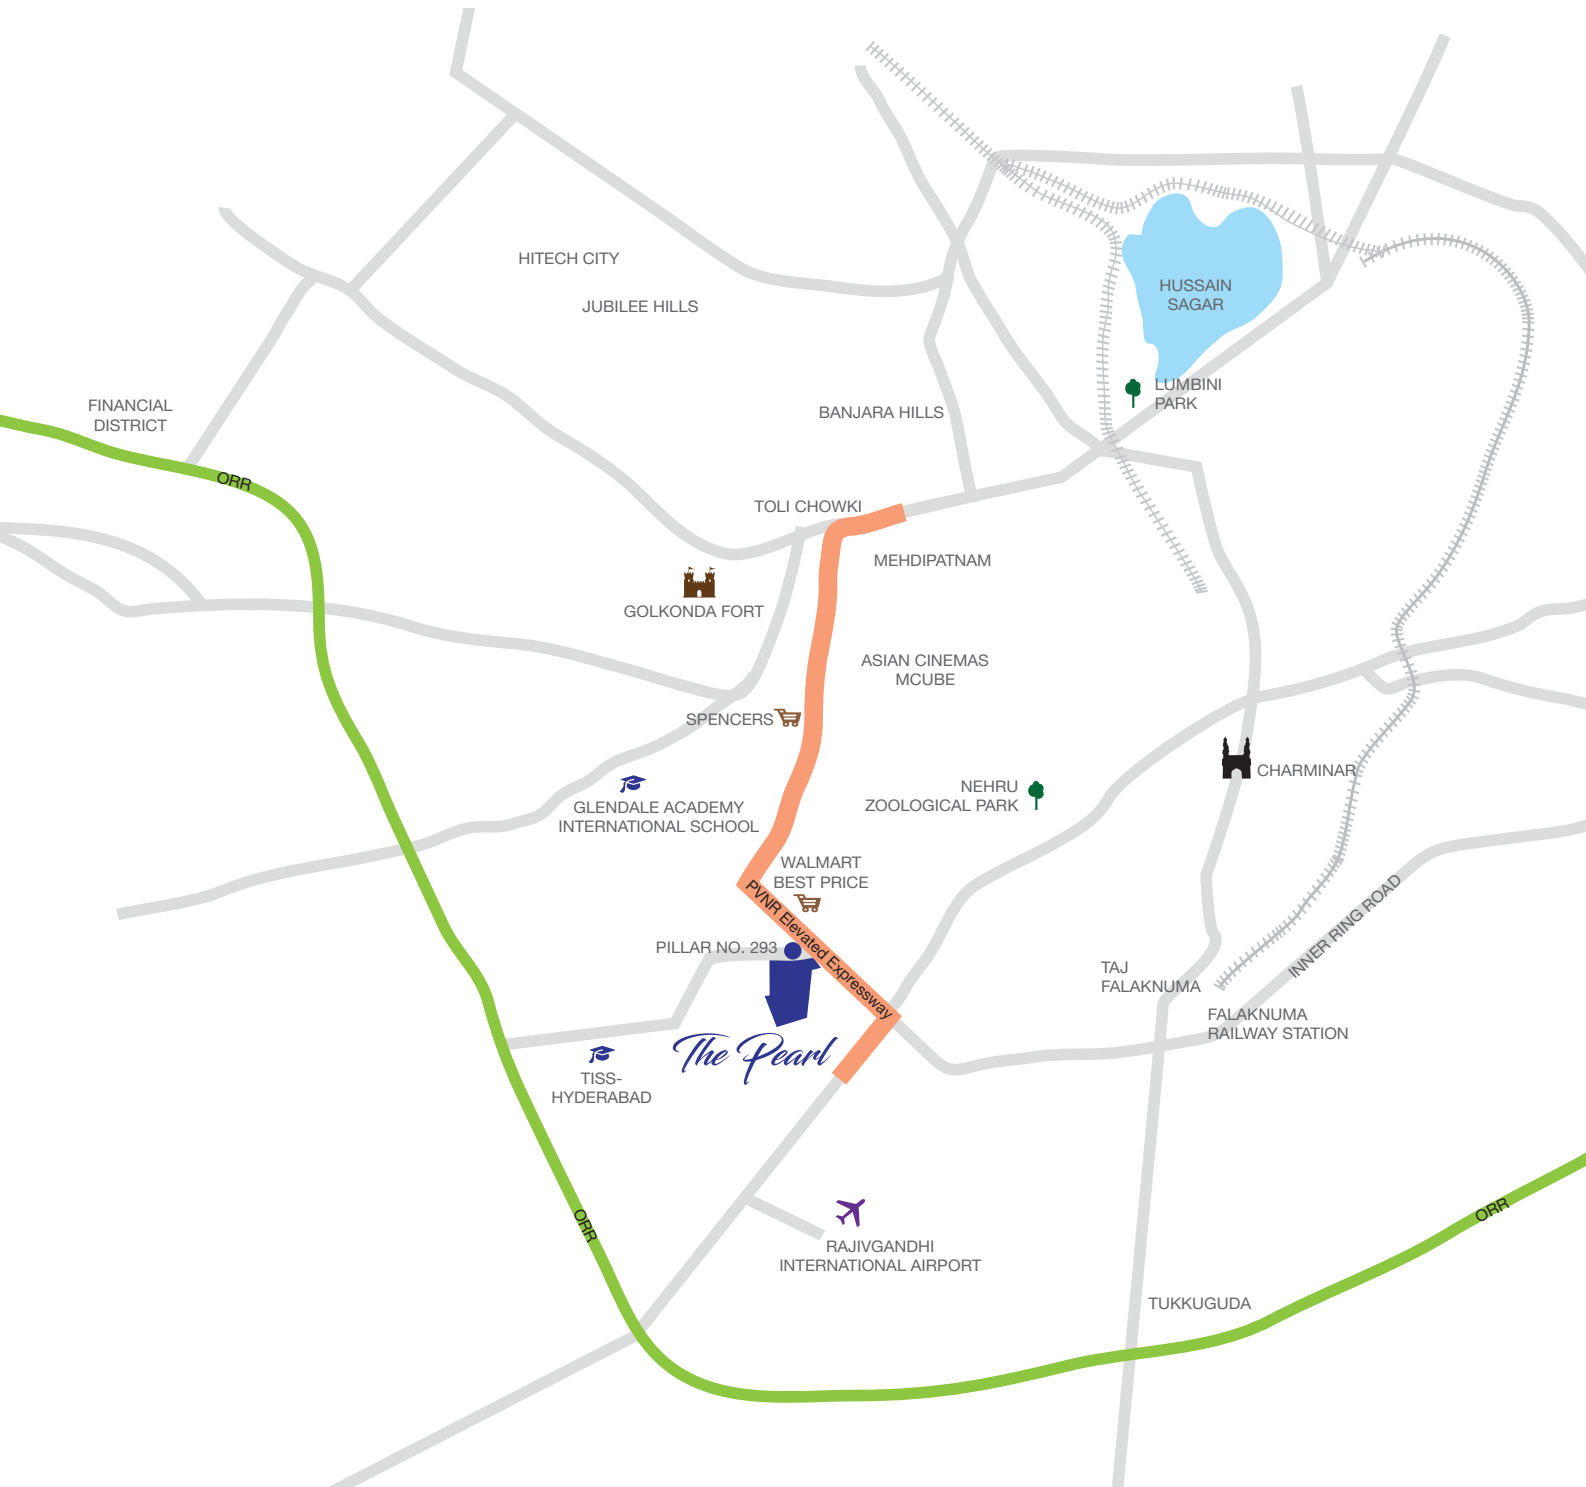 HITECH CITY
JUBILEE HILLS
HUSSAIN
SAGAR
LUMBINI
PARK
FINANCIAL
DISTRICT
BANJARA HILLS
ORR
TOLI CHOWKI
MEHDIPATNAM
GOLKONDA FORT
ASIAN CINEMAS
MCUBE
SPENCERS
CHARMINAR
NEHRU
ZOOLOGICAL PARK
GLENDALE ACADEMY
INTERNATIONAL SCHOOL
WALMART
BEST PRICE
PVNR Elevated Expressway
INNER RING ROAD
PILLAR NO. 293
TAJ
FALAKNUMA
FALAKNUMA
RAILWAY STATION
The Pearl
TISS-
HYDERABAD
ORR
ORR
RAJIVGANDHI
INTERNATIONAL AIRPORT
TUKKUGUDA